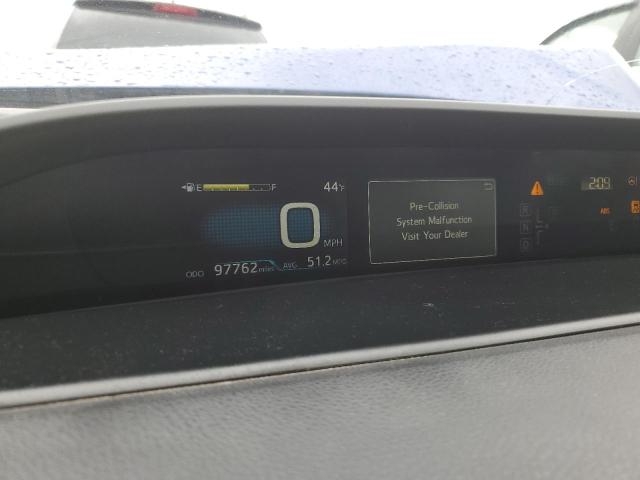 E F 44°F
0 MPH
ODO 97762 miles AVG 51.2 MPG
Pre-Collision
System Malfunction
Visit Your Dealer
2:09
ABS
R
N
D